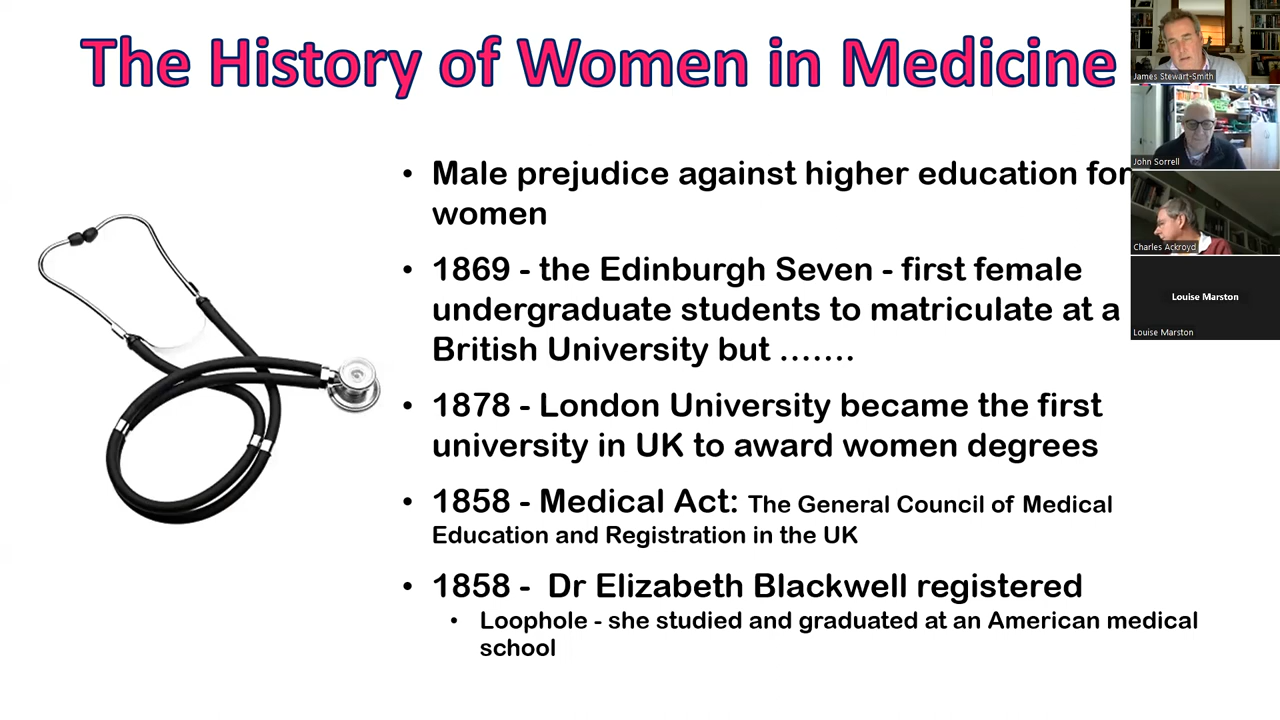 The History of Women in Medicine
• Male prejudice against higher education for
women
• 1869 - the Edinburgh Seven - first female
undergraduate students to matriculate at a
British University but .......
• 1878 - London University became the first
university in UK to award women degrees
• 1858 - Medical Act: The General Council of Medical
Education and Registration in the UK
• 1858 - Dr Elizabeth Blackwell registered
• Loophole - she studied and graduated at an American medical
school
James Stewart-Smith
John Sorrell
Charles Ackroyd
Louise Marston
Louise Marston